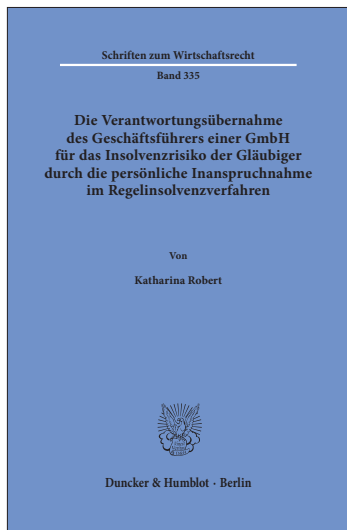 Schriften zum Wirtschaftsrecht
Band 335
Die Verantwortungsübernahme
des Geschäftsführers einer GmbH
für das Insolvenzrisiko der Gläubiger
durch die persönliche Inanspruchnahme
im Regelinsolvenzverfahren
Von
Katharina Robert
Duncker & Humblot · Berlin